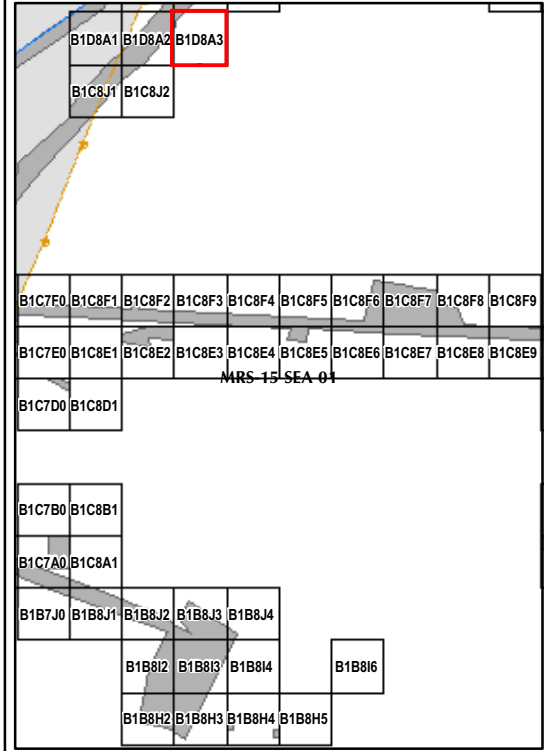 B1D8A1 B1D8A2 B1D8A3
B1C8J1 B1C8J2
B1C7F0 B1C8F1 B1C8F2 B1C8F3 B1C8F4 B1C8F5 B1C8F6 B1C8F7 B1C8F8 B1C8F9
B1C7E0 B1C8E1 B1C8E2 B1C8E3 B1C8E4 B1C8E5 B1C8E6 B1C8E7 B1C8E8 B1C8E9
MRS-15 SEA 01
B1C7D0 B1C8D1
B1C7B0 B1C8B1
B1C7A0 B1C8A1
B1B7J0 B1B8J1 B1B8J2 B1B8J3 B1B8J4
B1B8I2 B1B8I3 B1B8I4 B1B8I6
B1B8H2 B1B8H3 B1B8H4 B1B8H5